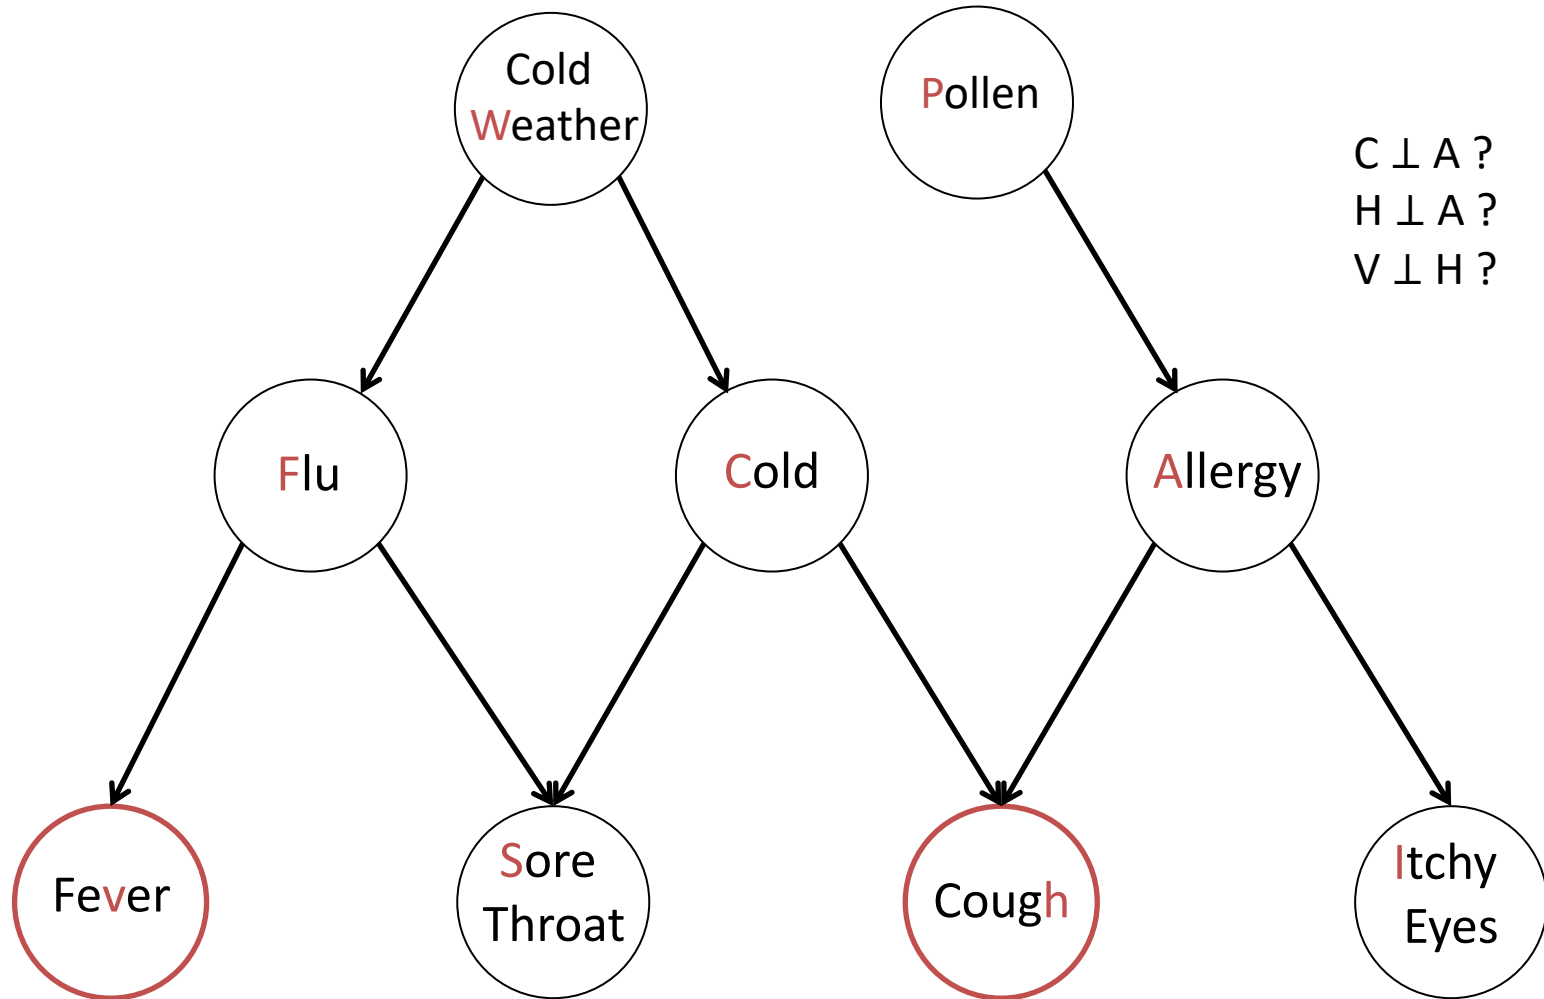 Cold
Weather
Pollen
C ⊥ A ?
H ⊥ A ?
V ⊥ H ?
Flu
Cold
Allergy
Fever
Sore
Throat
Cough
Itchy
Eyes